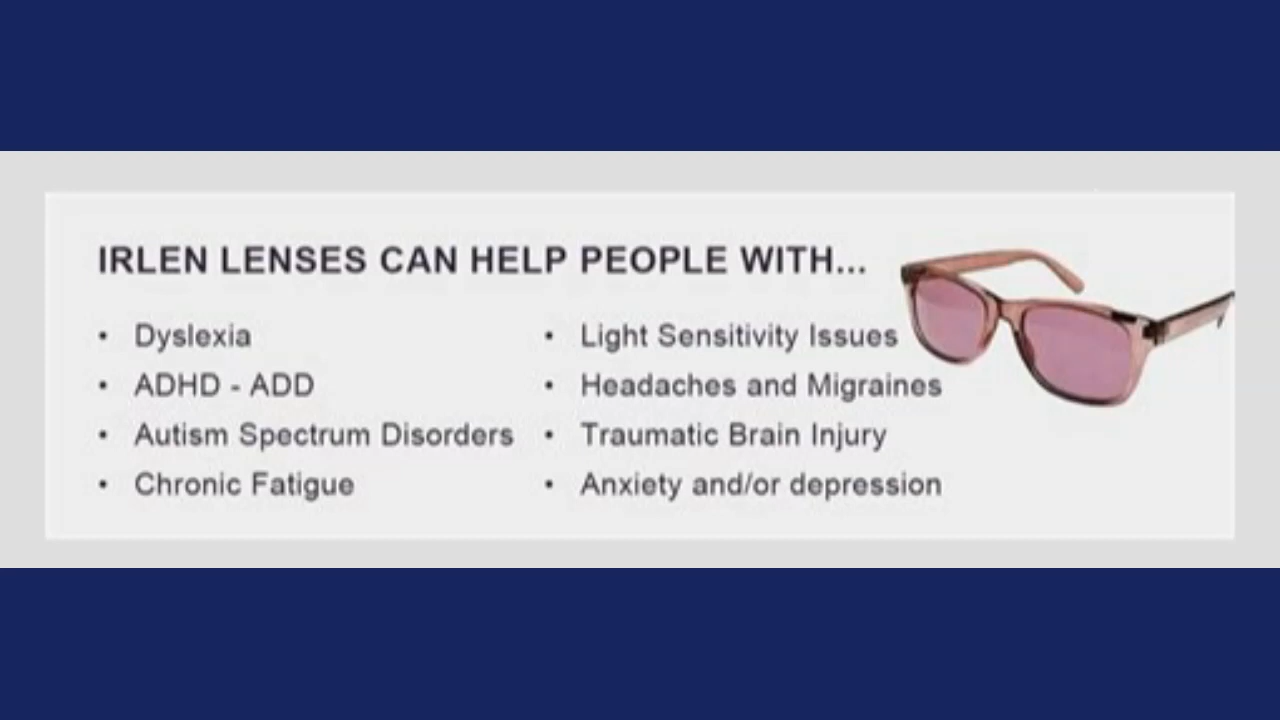 IRLEN LENSES CAN HELP PEOPLE WITH...
• Dyslexia
• ADHD - ADD
• Autism Spectrum Disorders
• Chronic Fatigue
• Light Sensitivity Issues
• Headaches and Migraines
• Traumatic Brain Injury
• Anxiety and/or depression